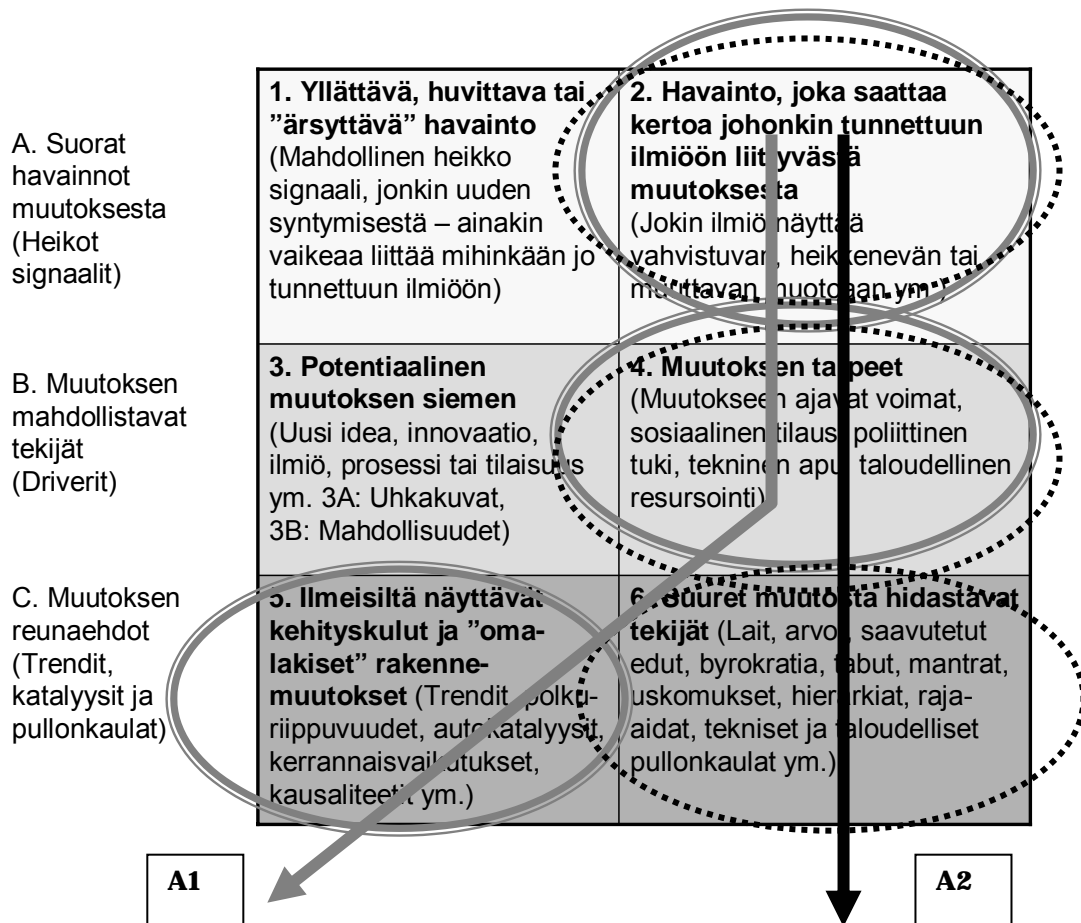 A. Suorat
havainnot
muutoksesta
(Heikot
signaalit)
1. Yllättävä, huvittava tai
”ärsyttävä” havainto
(Mahdollinen heikko
signaali, jonkin uuden
syntymisestä – ainakin
vaikeaa liittää mihinkään jo
tunnettuun ilmiöön)
2. Havainto, joka saattaa
kertoa johonkin tunnettuun
ilmiöön liittyvästä
muutoksesta
(Jokin ilmiö näyttää
vahvistuvan, heikkenevän tai
muuttavan muotoaan ym.)
B. Muutoksen
mahdollistavat
tekijät
(Driverit)
3. Potentiaalinen
muutoksen siemen
(Uusi idea, innovaatio,
ilmiö, prosessi tai tilaisuus
ym. 3A: Uhkakuvat,
3B: Mahdollisuudet)
4. Muutoksen tarpeet
(Muutokseen ajavat voimat,
sosiaalinen tilaus, poliittinen
tuki, tekninen apu, taloudellinen
resursointi)
C. Muutoksen
reunaehdot
(Trendit,
katalyysit ja
pullonkaulat)
5. Ilmeisiltä näyttävät
kehityskulut ja ”oma-
lakiset” rakenne-
muutokset (Trendit, polku-
riippuvuudet, autokatalyysit,
kerrannaisvaikutukset,
kausaliteetit ym.)
6. Suuret muutosta hidastavat
tekijät (Lait, arvot, saavutetut
edut, byrokratia, tabut, mantrat,
uskomukset, hierarkiat, raja-
aidat, tekniset ja taloudelliset
pullonkaulat ym.)
A1
A2